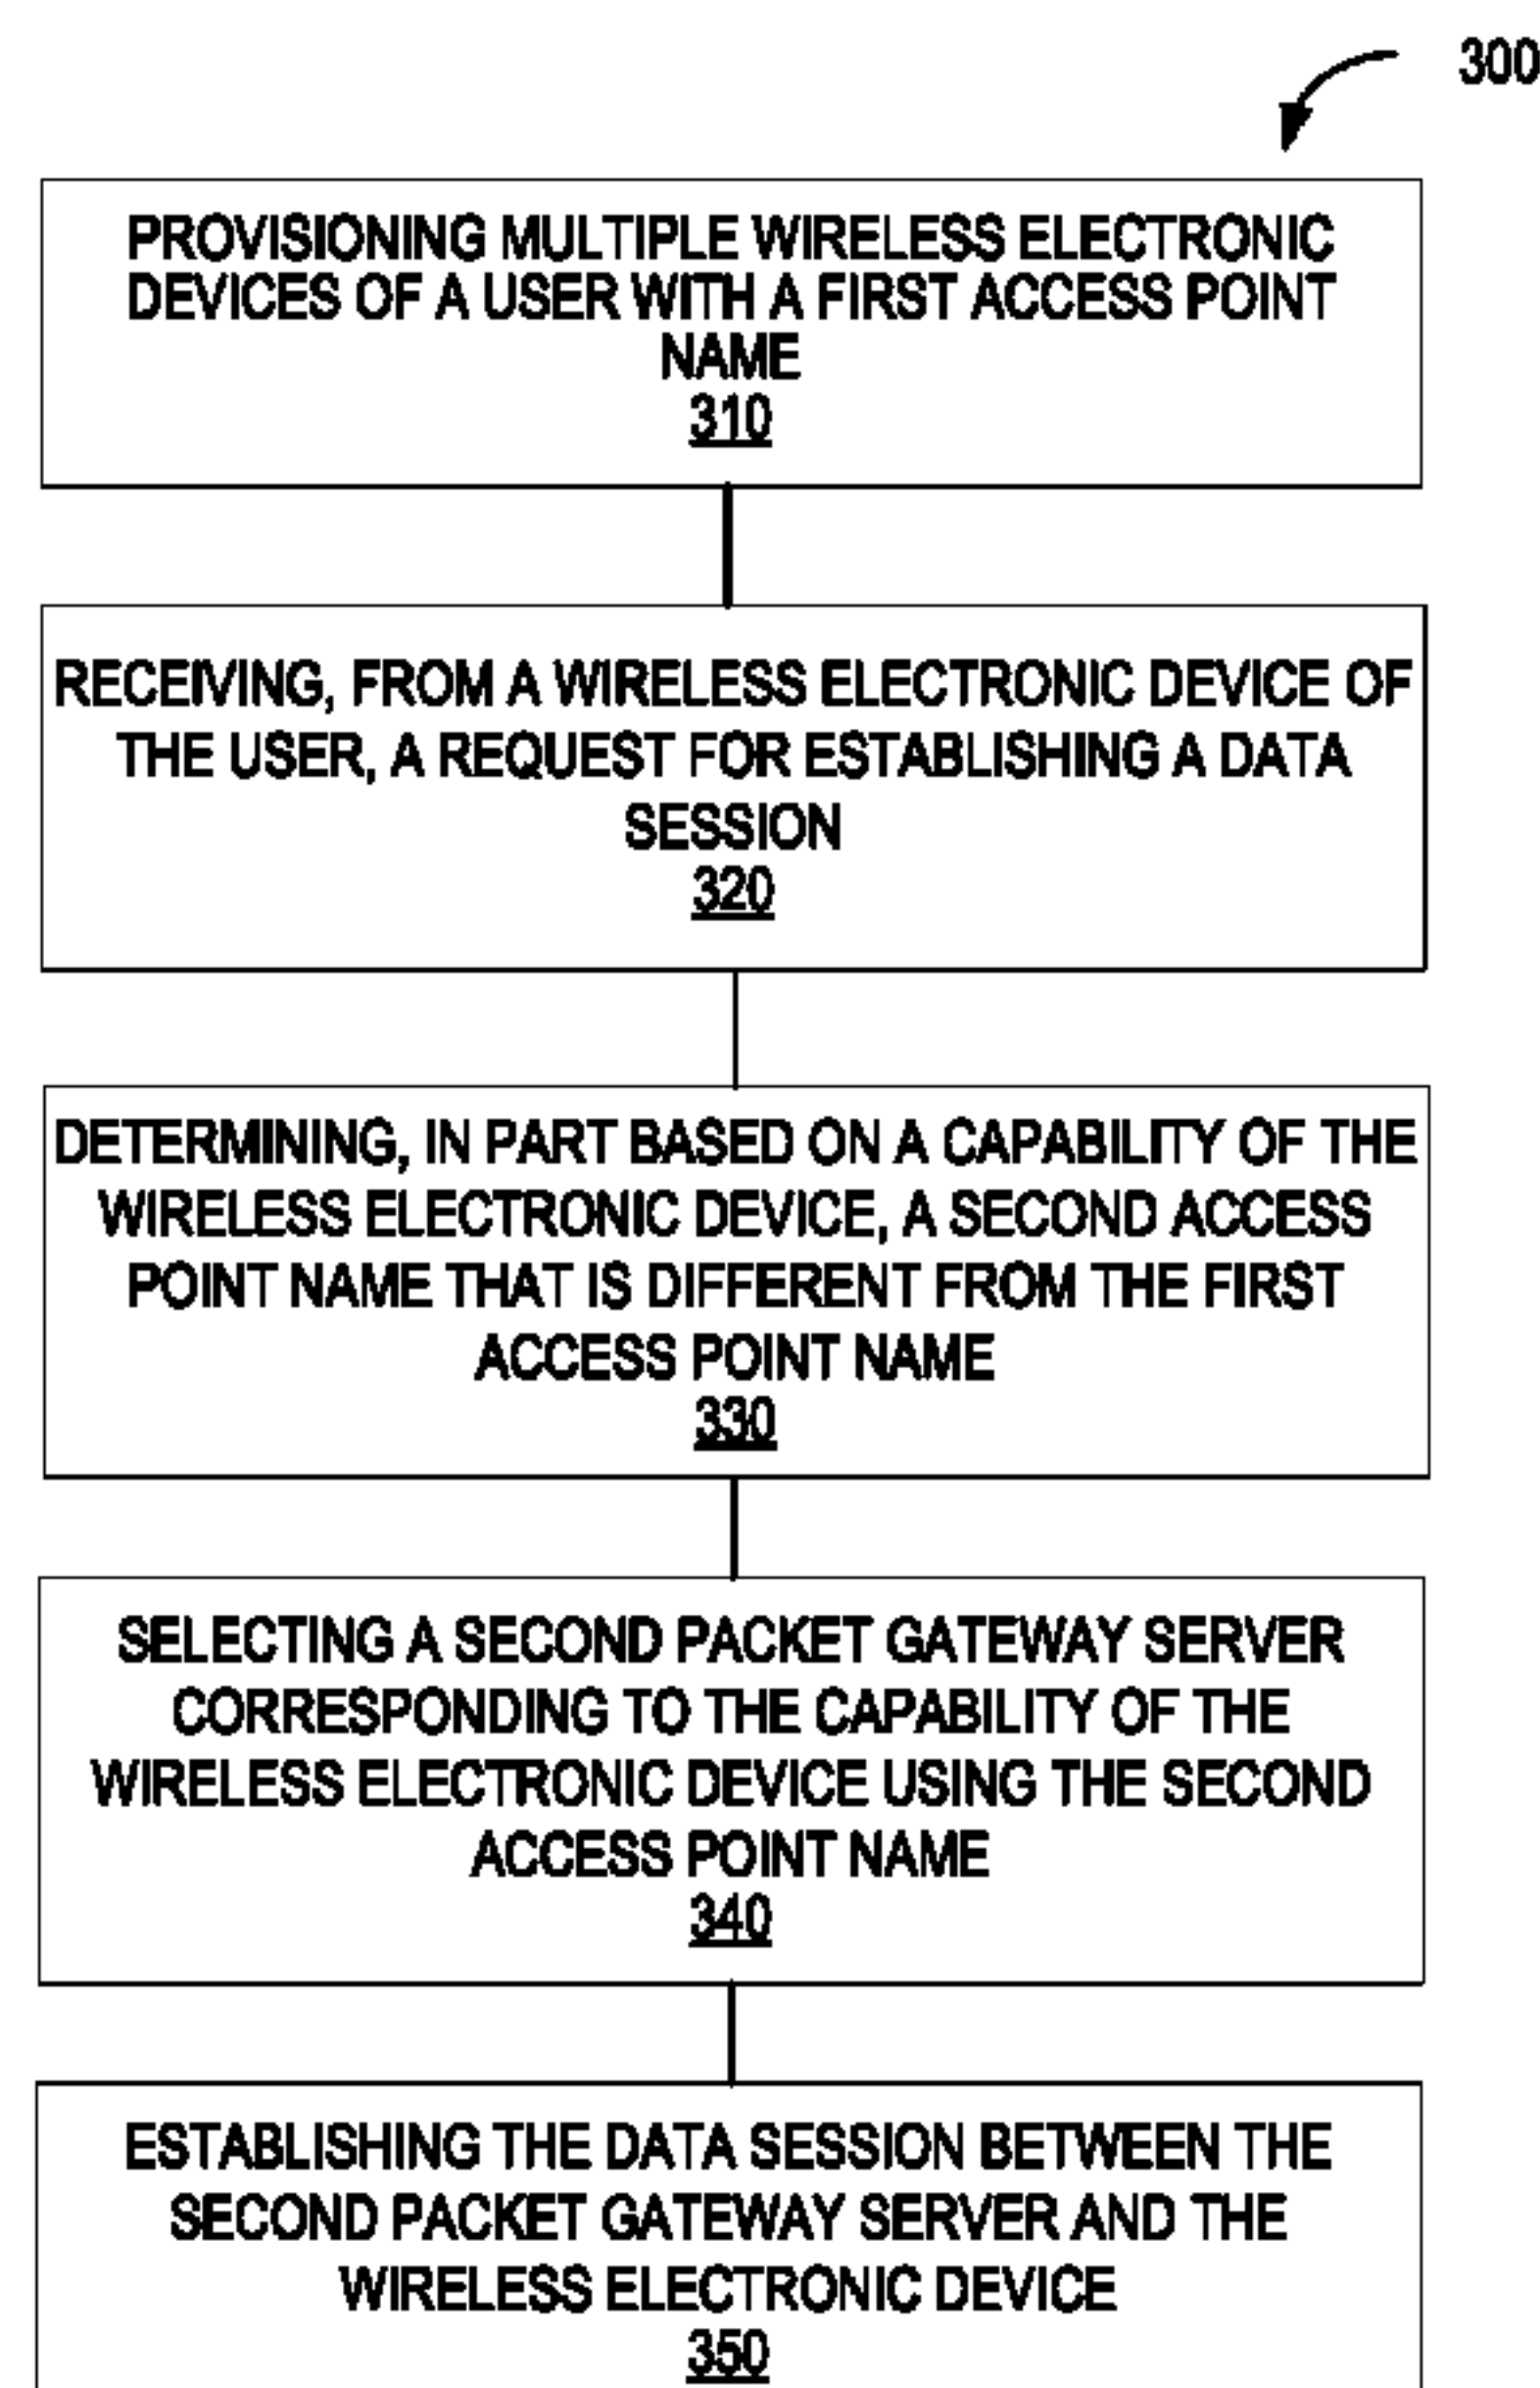 300
PROVISIONING MULTIPLE WIRELESS ELECTRONIC
DEVICES OF A USER WITH A FIRST ACCESS POINT
NAME
310
RECEIVING, FROM A WIRELESS ELECTRONIC DEVICE OF
THE USER, A REQUEST FOR ESTABLISHING A DATA
SESSION
320
DETERMINING, IN PART BASED ON A CAPABILITY OF THE
WIRELESS ELECTRONIC DEVICE, A SECOND ACCESS
POINT NAME THAT IS DIFFERENT FROM THE FIRST
ACCESS POINT NAME
330
SELECTING A SECOND PACKET GATEWAY SERVER
CORRESPONDING TO THE CAPABILITY OF THE
WIRELESS ELECTRONIC DEVICE USING THE SECOND
ACCESS POINT NAME
340
ESTABLISHING THE DATA SESSION BETWEEN THE
SECOND PACKET GATEWAY SERVER AND THE
WIRELESS ELECTRONIC DEVICE
350